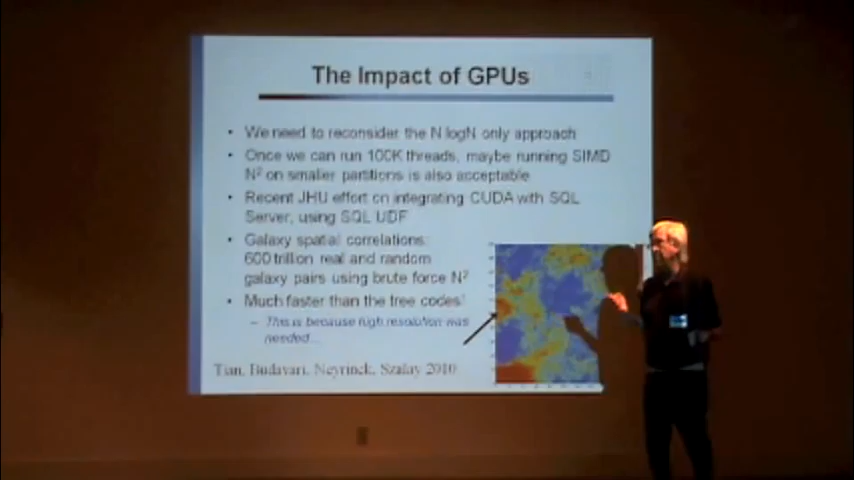 The Impact of GPUs
• We need to reconsider the N logN only approach
• Once we can run 100K threads, maybe running SIMD
N² on smaller partitions is also acceptable
• Recent JHU effort on integrating CUDA with SQL
Server, using SQL UDF
• Galaxy spatial correlations:
600 trillion real and random
galaxy pairs using brute force N²
• Much faster than the tree codes!
– This is because high resolution was
needed...
Tian, Budavari, Neyrinck, Szalay 2010